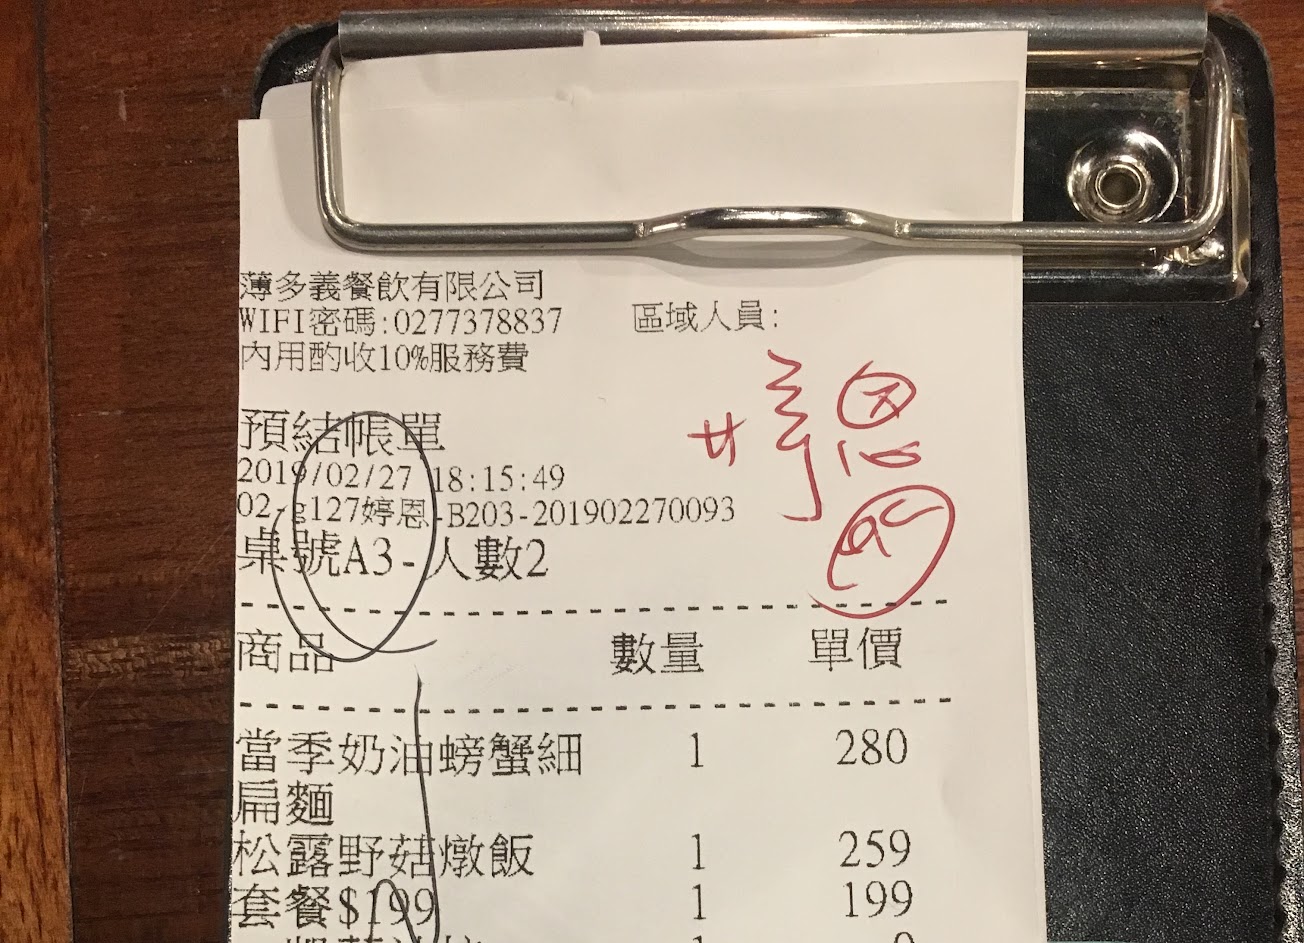 薄多義餐飲有限公司
WIFI密碼:0277378837 區域人員:
內用酌收10%服務費
預結帳單
2019/02/27 18:15:49
02-g127婷恩-B203-201902270093
桌號A3-人數2
商品 數量 單價
當季奶油螃蟹細 1 280
扁麵
松露野菇燉飯 1 259
套餐$199 1 199